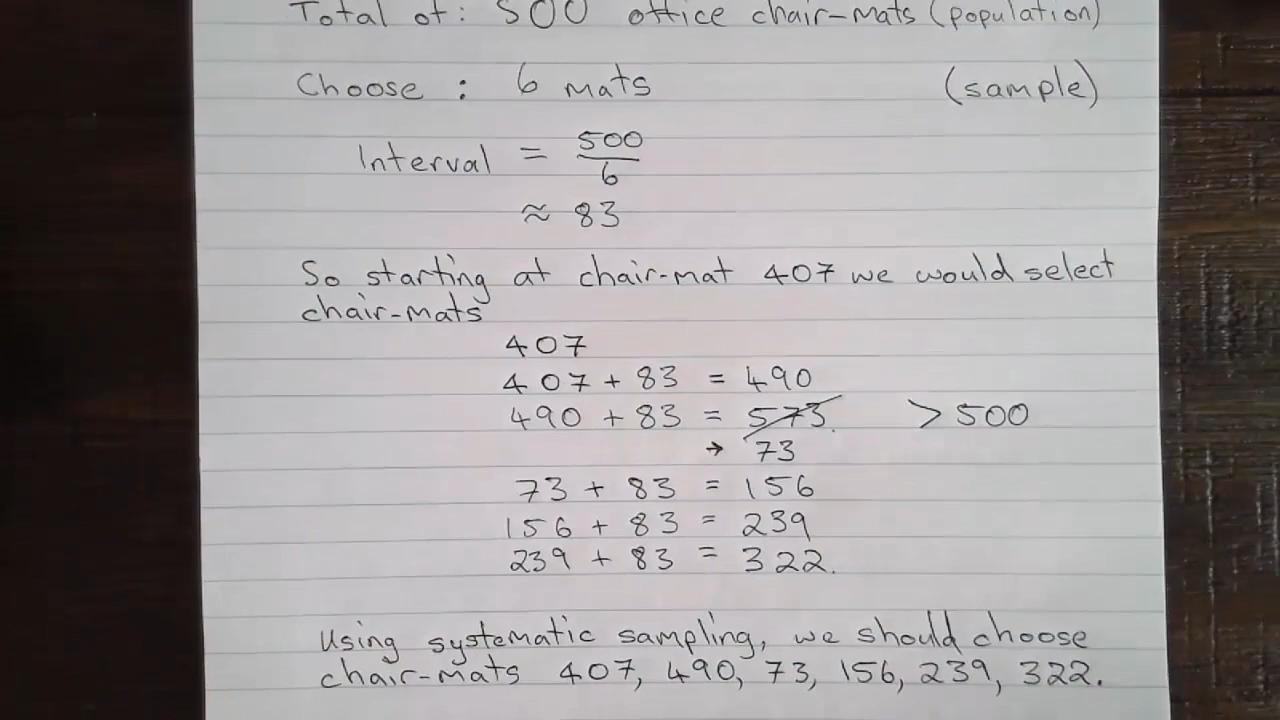 Total of: 500 office chair-mats (population)
Choose : 6 mats (sample)
Interval = 500/6
≈ 83
So starting at chair-mat 407 we would select
chair-mats
407
407 + 83 = 490
490 + 83 = 573. > 500
→ 73
73 + 83 = 156
156 + 83 = 239
239 + 83 = 322.
Using systematic sampling, we should choose
chair-mats 407, 490, 73, 156, 239, 322.